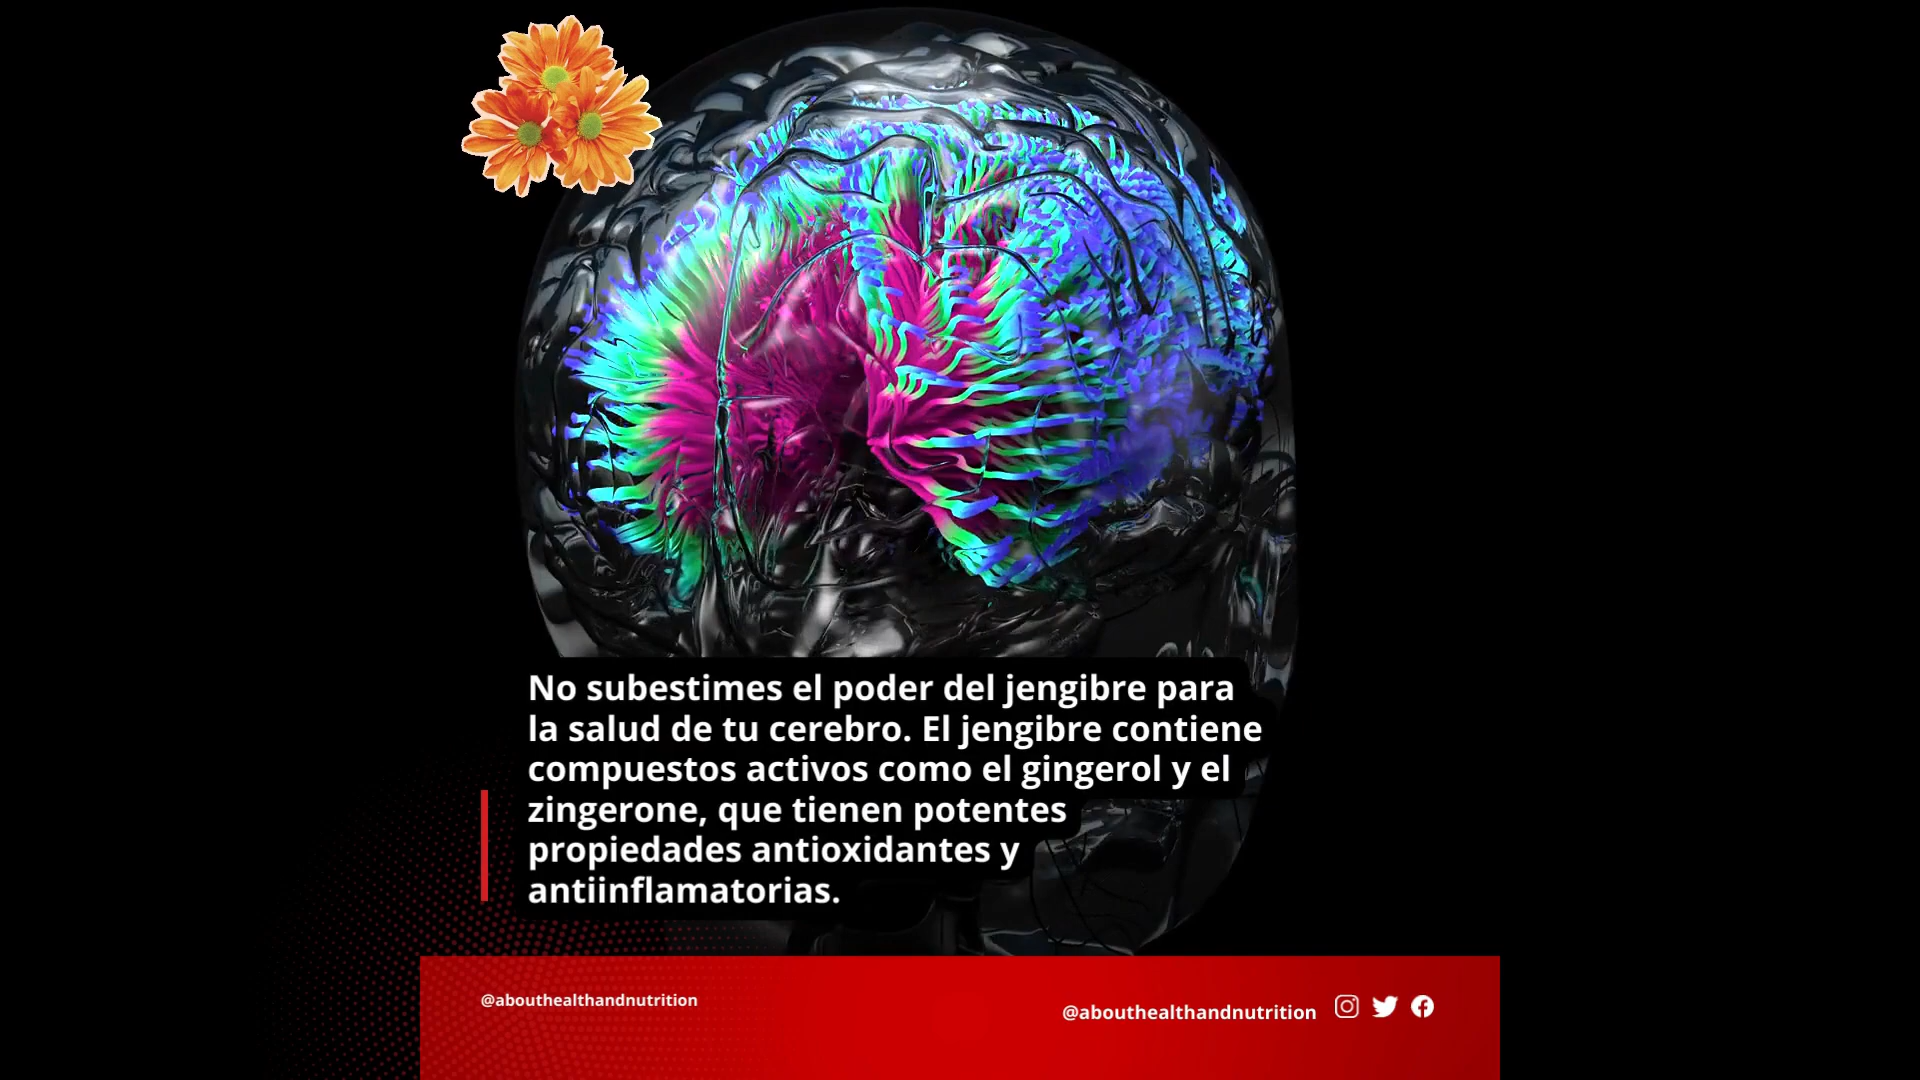 No subestimes el poder del jengibre para
la salud de tu cerebro. El jengibre contiene
compuestos activos como el gingerol y el
zingerone, que tienen potentes
propiedades antioxidantes y
antiinflamatorias.
@abouthealthandnutrition
@abouthealthandnutrition